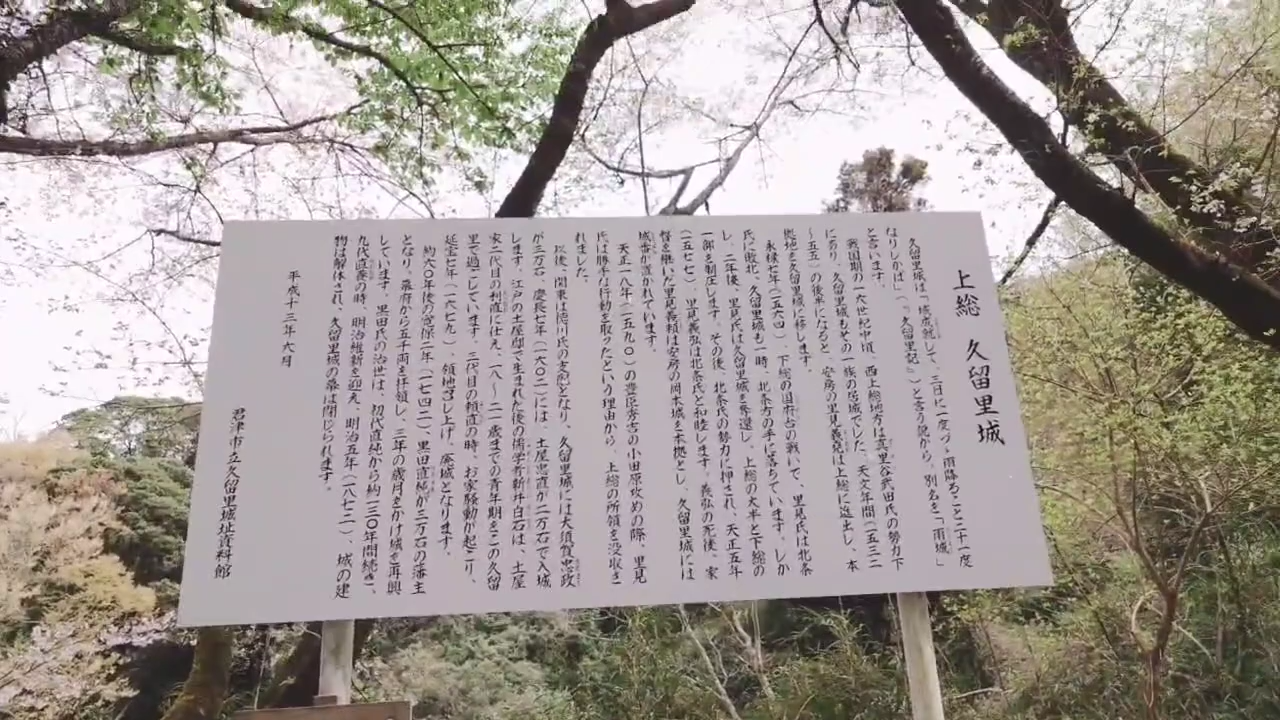 上総　久留里城
久留里城は「城成就して、三日に一度づゝ雨降ること二十一度
なりしかば」（『久留里記』）と言う説から、別名を「雨城」
と言います。
戦国期の一六世紀中頃、西上総地方は真里谷武田氏の勢力下
にあり、久留里城もその一族の居城でした。天文年間（一五三二
～五五）の後半になると、安房の里見義堯は上総に進出し、本
拠地を久留里城に移します。
永禄七年（一五六四）、下総の国府台の戦いで、里見氏は北条
氏に敗北、久留里城も一時、北条方の手に落ちています。しか
し、二年後、里見氏は久留里城を奪還し、上総の大半と下総の
一部を制圧します。その後、北条氏の勢力に押され、天正五年
（一五七七）、里見義弘は北条氏と和睦します。義弘の死後、家
督を継いだ里見義頼は安房の岡本城を本拠とし、久留里城には
城番が置かれています。
天正一八年（一五九〇）の豊臣秀吉の小田原攻めの際、里見
氏は勝手な行動を取ったという理由から、上総の所領を没収さ
れました。
以後、関東は徳川氏の支配となり、久留里城には大須賀忠政
が三万石、慶長七年（一六〇二）には、土屋忠直が二万石で入城
します。江戸の土屋邸で生まれた後の儒学者新井白石は、土屋
家二代目の利直に仕え、一八～二一歳までの青年期をこの久留
里で過ごしています。三代目の頼直の時、お家騒動が起こり、
延宝七年（一六七九）、領地召し上げ、廃城となります。
約六〇年後の寛保二年（一七四二）、黒田直純が三万石の藩主
となり、幕府から五千両を拝領し、三年の歳月をかけ城を再興
しています。黒田氏の治世は、初代直純から約一三〇年間続き、
九代直養の時、明治維新を迎え、明治五年（一八七二）、城の建
物は解体され、久留里城の幕は閉じられます。
平成十三年六月
君津市立久留里城址資料館